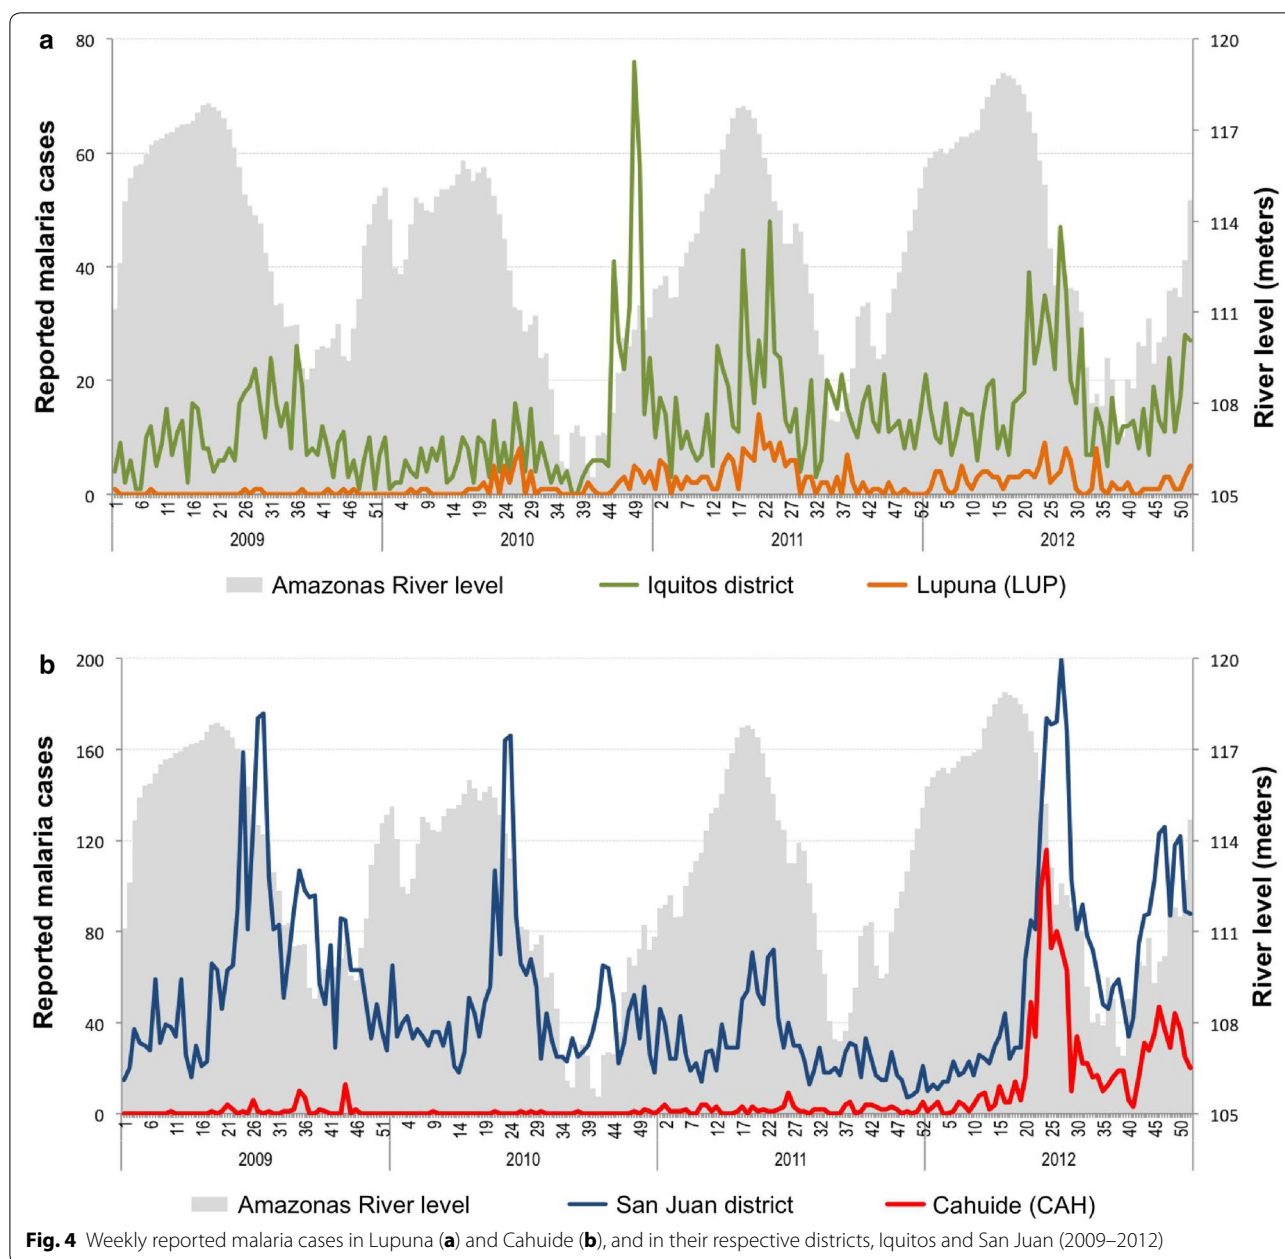 a
80
60
40
20
0
Reported malaria cases
120
117
114
111
108
105
River level (meters)
1 6 11 16 21 26 31 36 41 46 51 4 9 14 19 24 29 34 39 44 49 2 7 12 17 22 27 32 37 42 47 52 5 10 15 20 25 30 35 40 45 50
2009 2010 2011 2012
Amazonas River level Iquitos district Lupuna (LUP)
b
200
160
120
80
40
0
Reported malaria cases
120
117
114
111
108
105
River level (meters)
1 6 11 16 21 26 31 36 41 46 51 4 9 14 19 24 29 34 39 44 49 2 7 12 17 22 27 32 37 42 47 52 5 10 15 20 25 30 35 40 45 50
2009 2010 2011 2012
Amazonas River level San Juan district Cahuide (CAH)
Fig. 4 Weekly reported malaria cases in Lupuna (a) and Cahuide (b), and in their respective districts, Iquitos and San Juan (2009–2012)